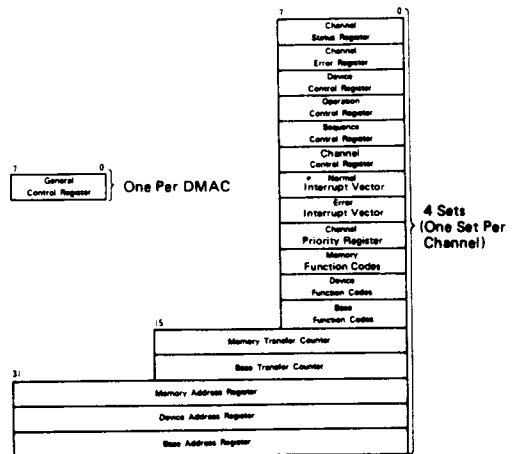 7 0
Channel
Status Register
Channel
Error Register
Device
Control Register
Operation
Control Register
Sequence
Control Register
Channel
Control Register
Normal
Interrupt Vector
Error
Interrupt Vector
Channel
Priority Register
Memory
Function Codes
Device
Function Codes
Base
Function Codes
7 0
General
Control Register
One Per DMAC
4 Sets
(One Set Per
Channel)
15
Memory Transfer Counter
Base Transfer Counter
31
Memory Address Register
Device Address Register
Base Address Register